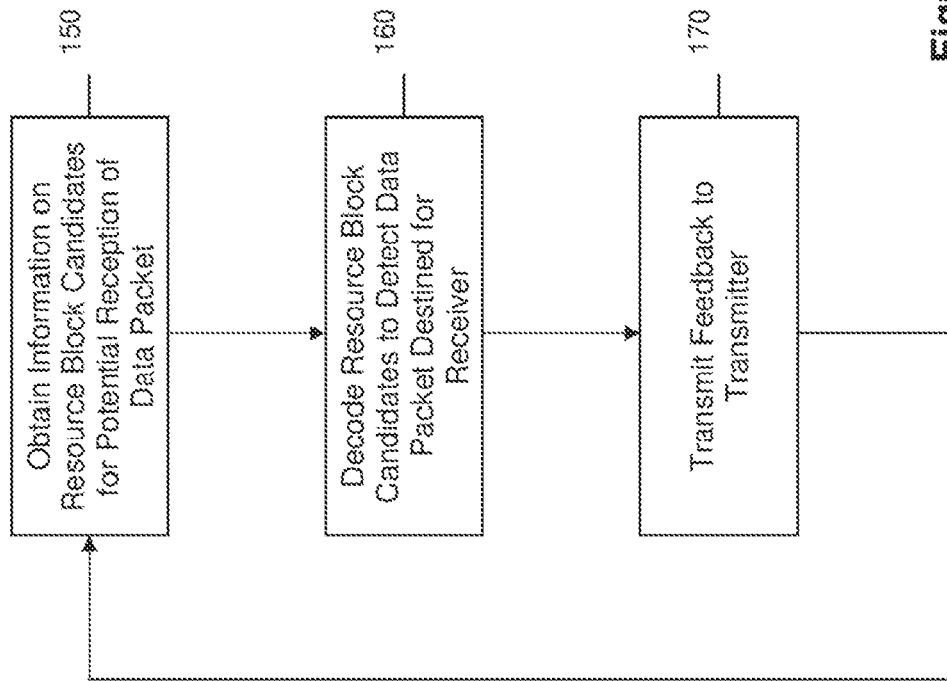 Obtain Information on
Resource Block Candidates
for Potential Reception of
Data Packet
150
Decode Resource Block
Candidates to Detect Data
Packet Destined for
Receiver
160
Transmit Feedback to
Transmitter
170